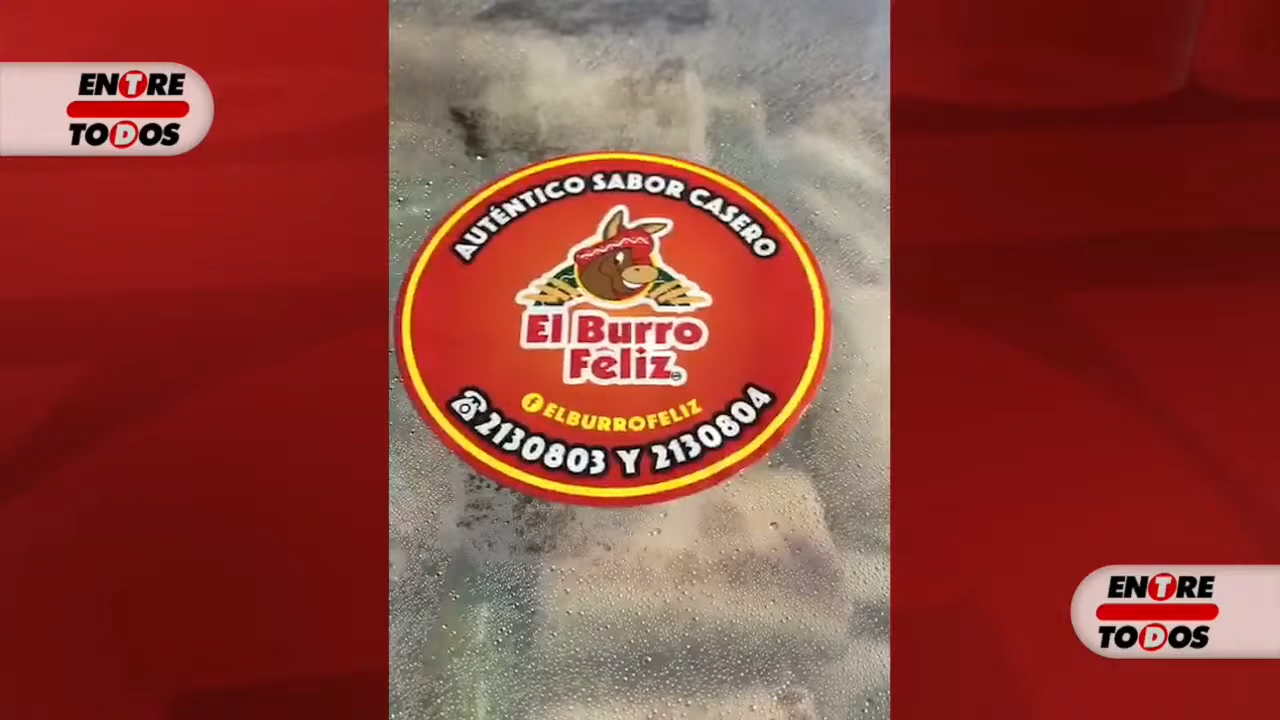 ENTRE
TODOS
AUTÉNTICO SABOR CASERO
El Burro
Feliz
ELBURROFELIZ
2130803 Y 2130804
ENTRE
TODOS